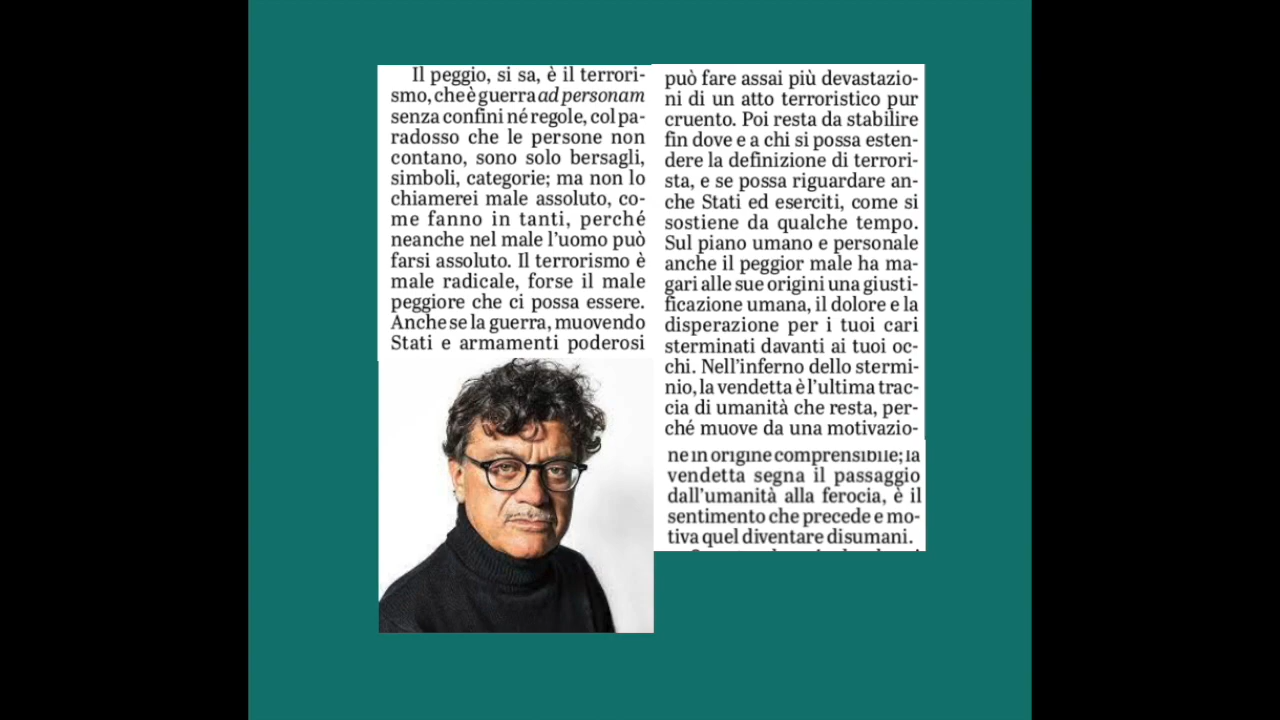 Il peggio, si sa, è il terrori-
smo, che è guerra ad personam
senza confini né regole, col pa-
radosso che le persone non
contano, sono solo bersagli,
simboli, categorie; ma non lo
chiamerei male assoluto, co-
me fanno in tanti, perché
neanche nel male l'uomo può
farsi assoluto. Il terrorismo è
male radicale, forse il male
peggiore che ci possa essere.
Anche se la guerra, muovendo
Stati e armamenti poderosi
può fare assai più devastazio-
ni di un atto terroristico pur
cruento. Poi resta da stabilire
fin dove e a chi si possa esten-
dere la definizione di terrori-
sta, e se possa riguardare an-
che Stati ed eserciti, come si
sostiene da qualche tempo.
Sul piano umano e personale
anche il peggior male ha ma-
gari alle sue origini una giusti-
ficazione umana, il dolore e la
disperazione per i tuoi cari
sterminati davanti ai tuoi oc-
chi. Nell'inferno dello stermi-
nio, la vendetta è l'ultima trac-
cia di umanità che resta, per-
ché muove da una motivazio-
ne in origine comprensibile; la
vendetta segna il passaggio
dall'umanità alla ferocia, è il
sentimento che precede e mo-
tiva quel diventare disumani.